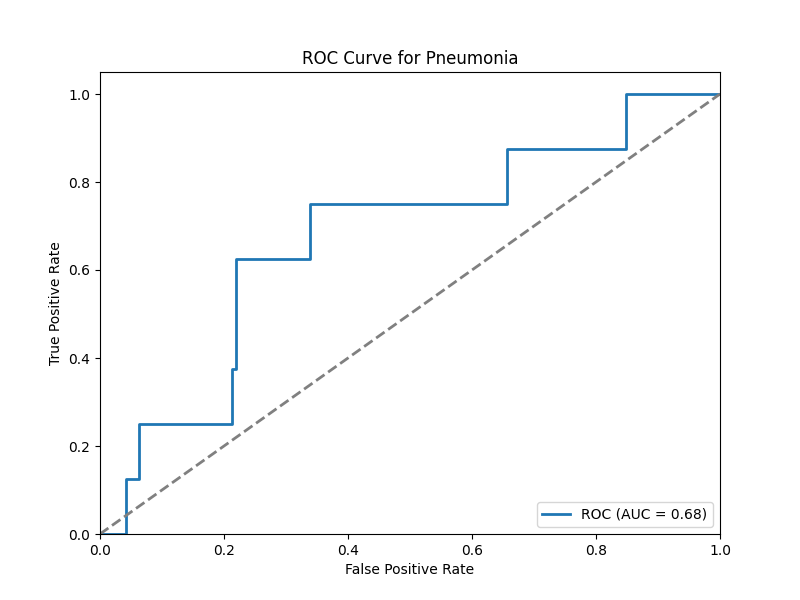 ROC Curve for Pneumonia
True Positive Rate
1.0
0.8
0.6
0.4
0.2
0.0
0.0 0.2 0.4 0.6 0.8 1.0
False Positive Rate
ROC (AUC = 0.68)